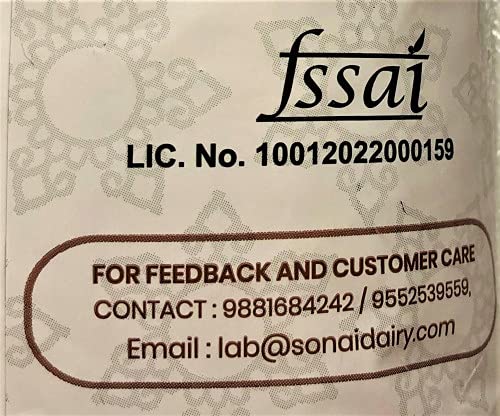 fssai
LIC. No. 10012022000159
FOR FEEDBACK AND CUSTOMER CARE
CONTACT : 9881684242 / 9552539559,
Email : lab@sonaidairy.com